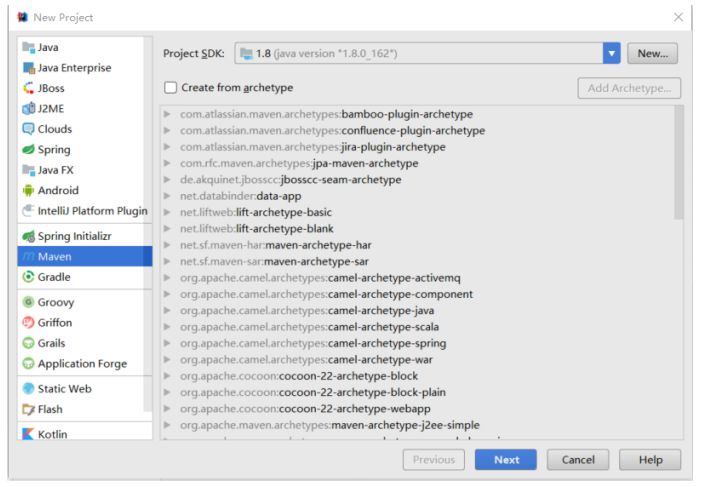 New Project
Java
Java Enterprise
JBoss
J2ME
Clouds
Spring
Java FX
Android
IntelliJ Platform Plugin
Spring Initializr
Maven
Gradle
Groovy
Griffon
Grails
Application Forge
Static Web
Flash
Kotlin
Project SDK: 1.8 (java version "1.8.0_162") New...
Create from archetype Add Archetype...
com.atlassian.maven.archetypes:bamboo-plugin-archetype
com.atlassian.maven.archetypes:confluence-plugin-archetype
com.atlassian.maven.archetypes:jira-plugin-archetype
com.rfc.maven.archetypes:jpa-maven-archetype
de.akquinet.jbosscc:jbosscc-seam-archetype
net.databinder:data-app
net.liftweb:lift-archetype-basic
net.liftweb:lift-archetype-blank
net.sf.maven-har:maven-archetype-har
net.sf.maven-sar:maven-archetype-sar
org.apache.camel.archetypes:camel-archetype-activemq
org.apache.camel.archetypes:camel-archetype-component
org.apache.camel.archetypes:camel-archetype-java
org.apache.camel.archetypes:camel-archetype-scala
org.apache.camel.archetypes:camel-archetype-spring
org.apache.camel.archetypes:camel-archetype-war
org.apache.cocoon:cocoon-22-archetype-block
org.apache.cocoon:cocoon-22-archetype-block-plain
org.apache.cocoon:cocoon-22-archetype-webapp
org.apache.maven.archetypes:maven-archetype-j2ee-simple
Previous Next Cancel Help